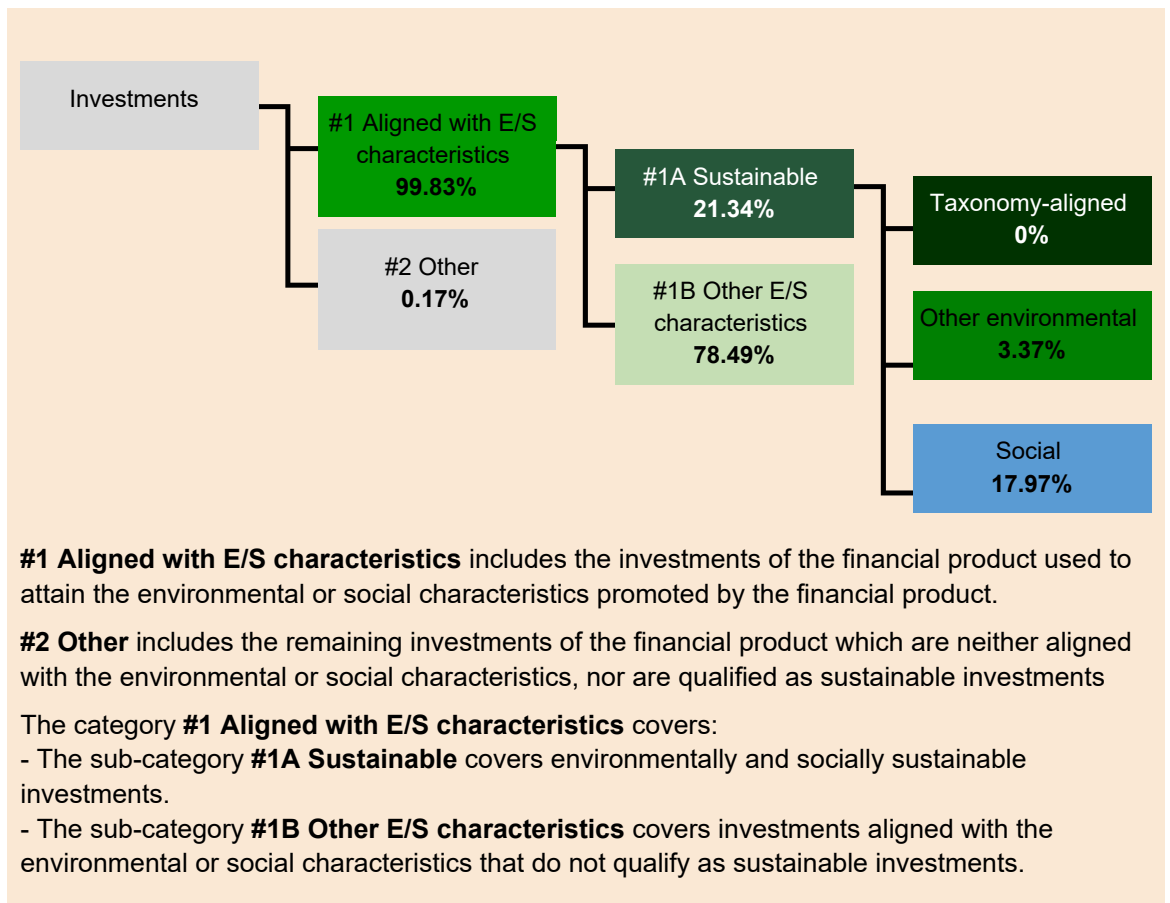 Investments
#1 Aligned with E/S
characteristics
99.83%
#2 Other
0.17%
#1A Sustainable
21.34%
#1B Other E/S
characteristics
78.49%
Taxonomy-aligned
0%
Other environmental
3.37%
Social
17.97%
#1 Aligned with E/S characteristics includes the investments of the financial product used to
attain the environmental or social characteristics promoted by the financial product.
#2 Other includes the remaining investments of the financial product which are neither aligned
with the environmental or social characteristics, nor are qualified as sustainable investments
The category #1 Aligned with E/S characteristics covers:
- The sub-category #1A Sustainable covers environmentally and socially sustainable
investments.
- The sub-category #1B Other E/S characteristics covers investments aligned with the
environmental or social characteristics that do not qualify as sustainable investments.